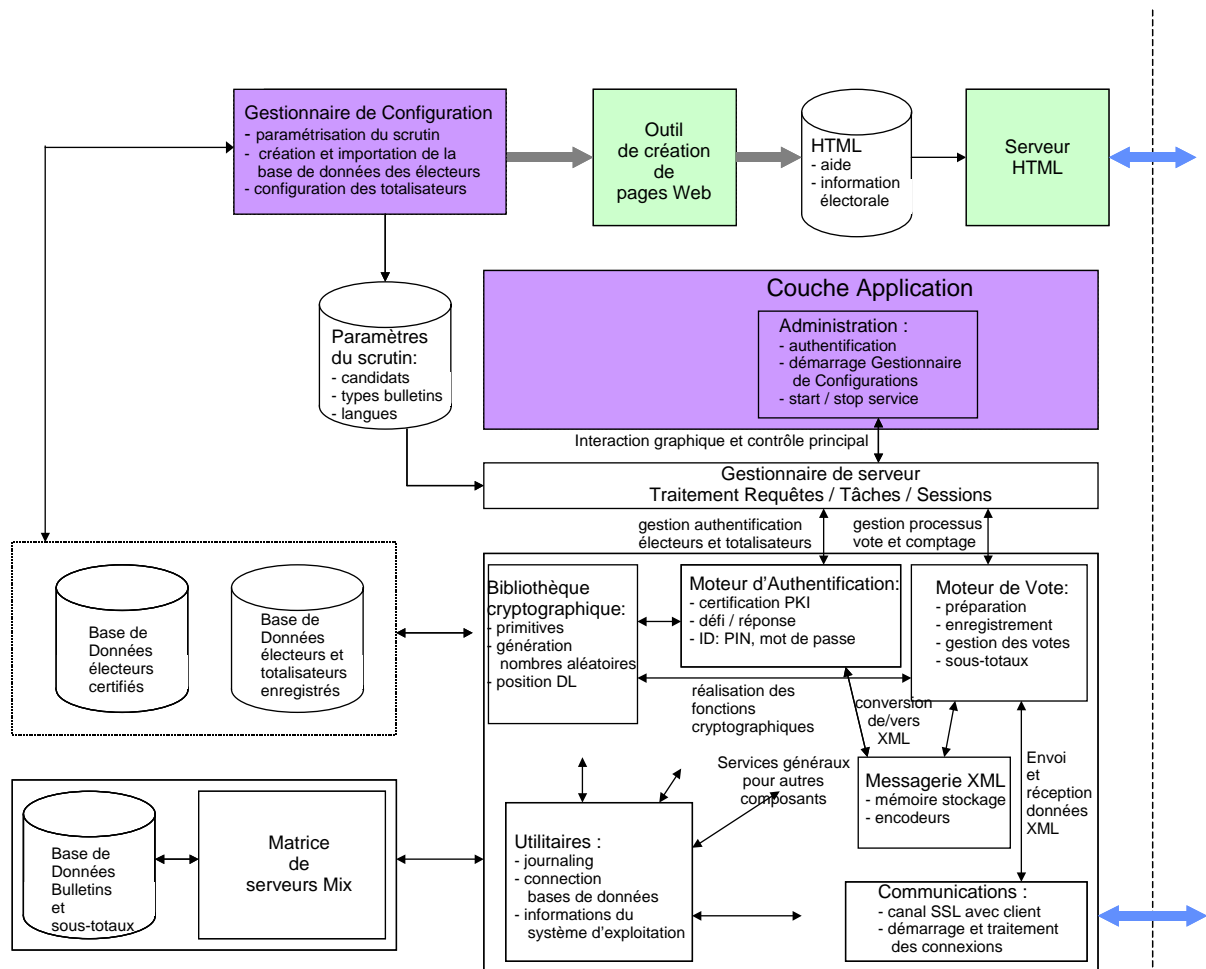 Gestionnaire de Configuration
- paramétrisation du scrutin
- création et importation de la
base de données des électeurs
- configuration des totalisateurs
Outil
de création
de
pages Web
HTML
- aide
- information
électorale
Serveur
HTML
Paramètres
du scrutin:
- candidats
- types bulletins
- langues
Couche Application
Administration :
- authentification
- démarrage Gestionnaire
de Configurations
- start / stop service
Interaction graphique et contrôle principal
Gestionnaire de serveur
Traitement Requêtes / Tâches / Sessions
gestion authentification
électeurs et totalisateurs
gestion processus
vote et comptage
Base de
Données
électeurs
certifiés
Base de
Données
électeurs et
totalisateurs
enregistrés
Bibliothèque
cryptographique:
- primitives
- génération
nombres aléatoires
- position DL
Moteur d'Authentification:
- certification PKI
- défi / réponse
- ID: PIN, mot de passe
Moteur de Vote:
- préparation
- enregistrement
- gestion des votes
- sous-totaux
réalisation des
fonctions
cryptographiques
conversion
de/vers
XML
Services généraux
pour autres
composants
Messagerie XML
- mémoire stockage
- encodeurs
Envoi
et
réception
données
XML
Base de
Données
Bulletins
et
sous-totaux
Matrice
de
serveurs Mix
Utilitaires :
- journaling
- connection
bases de données
- informations du
système d'exploitation
Communications :
- canal SSL avec client
- démarrage et traitement
des connexions